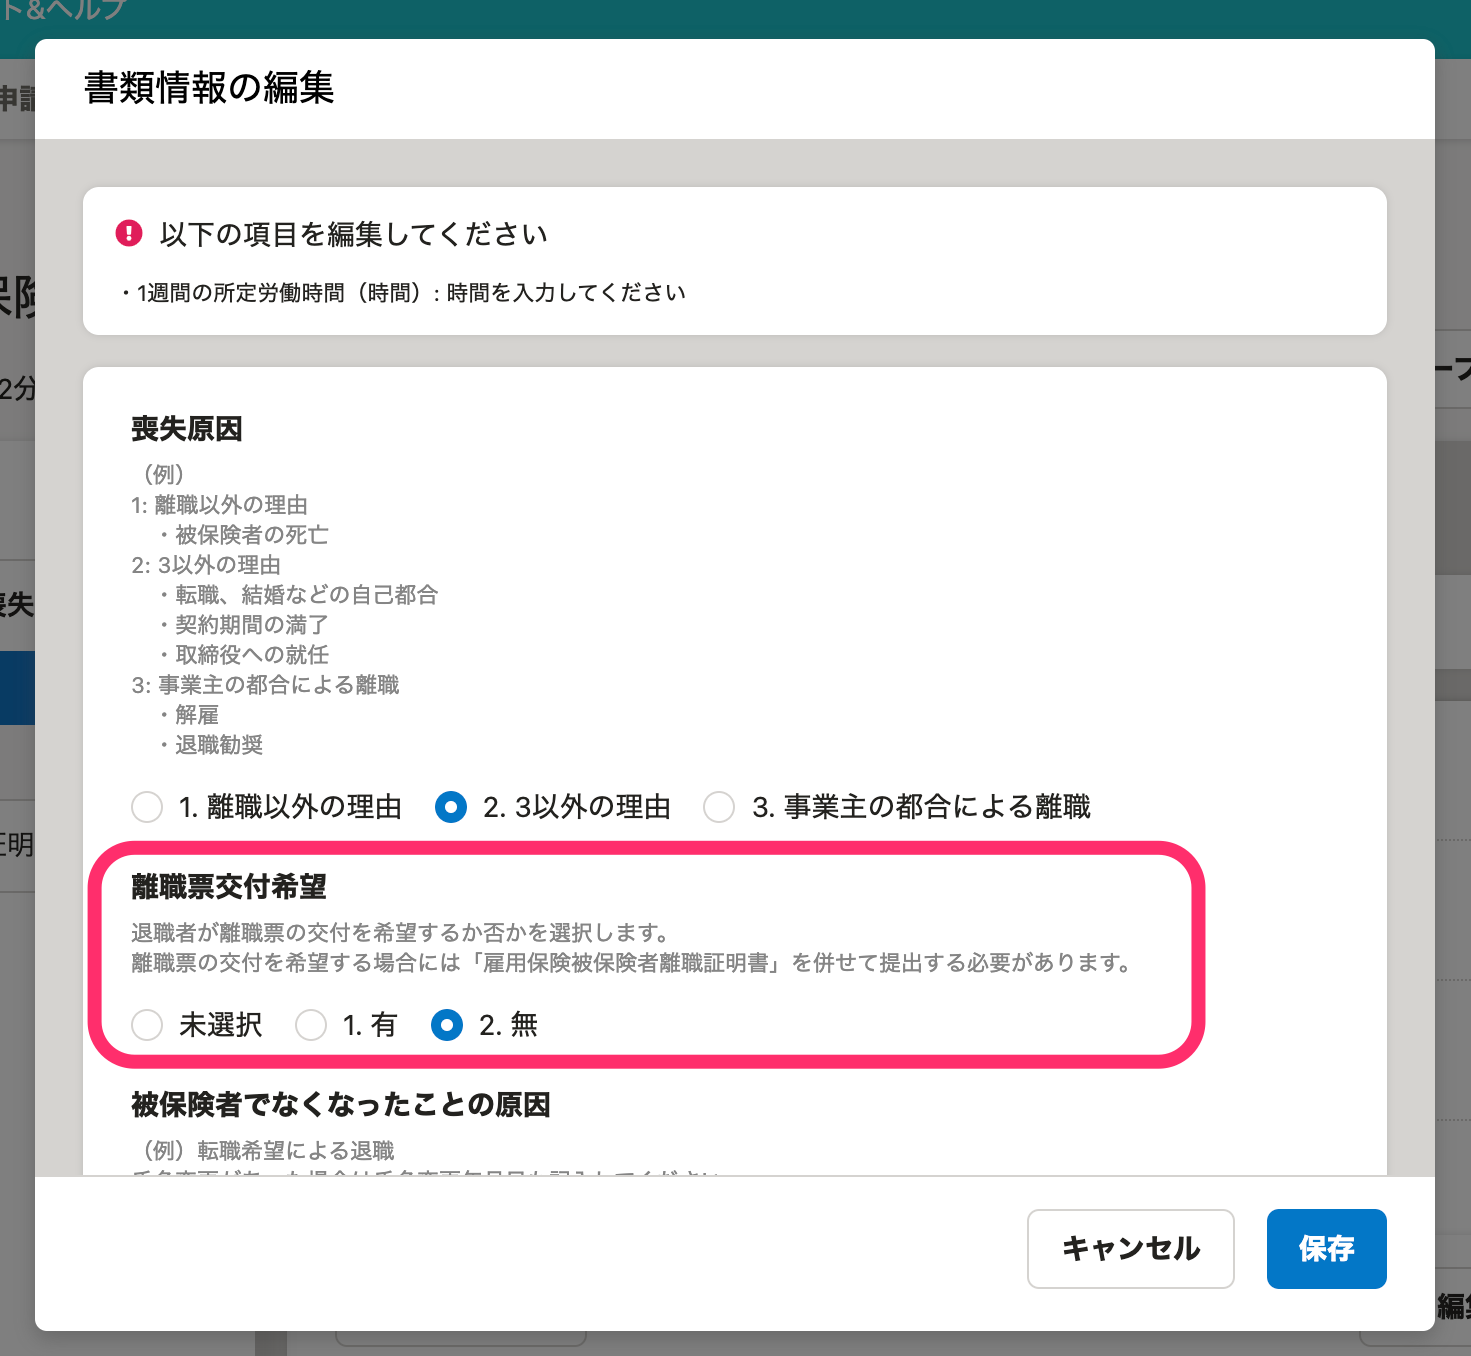 ト&ヘルプ
書類情報の編集
以下の項目を編集してください
・1週間の所定労働時間（時間）: 時間を入力してください
2分
喪失原因
（例）
1: 離職以外の理由
・被保険者の死亡
2: 3以外の理由
・転職、結婚などの自己都合
・契約期間の満了
・取締役への就任
3: 事業主の都合による離職
・解雇
・退職勧奨
1. 離職以外の理由 2. 3以外の理由 3. 事業主の都合による離職
離職票交付希望
退職者が離職票の交付を希望するか否かを選択します。
離職票の交付を希望する場合には「雇用保険被保険者離職証明書」を併せて提出する必要があります。
未選択 1. 有 2. 無
被保険者でなくなったことの原因
（例）転職希望による退職
キャンセル 保存